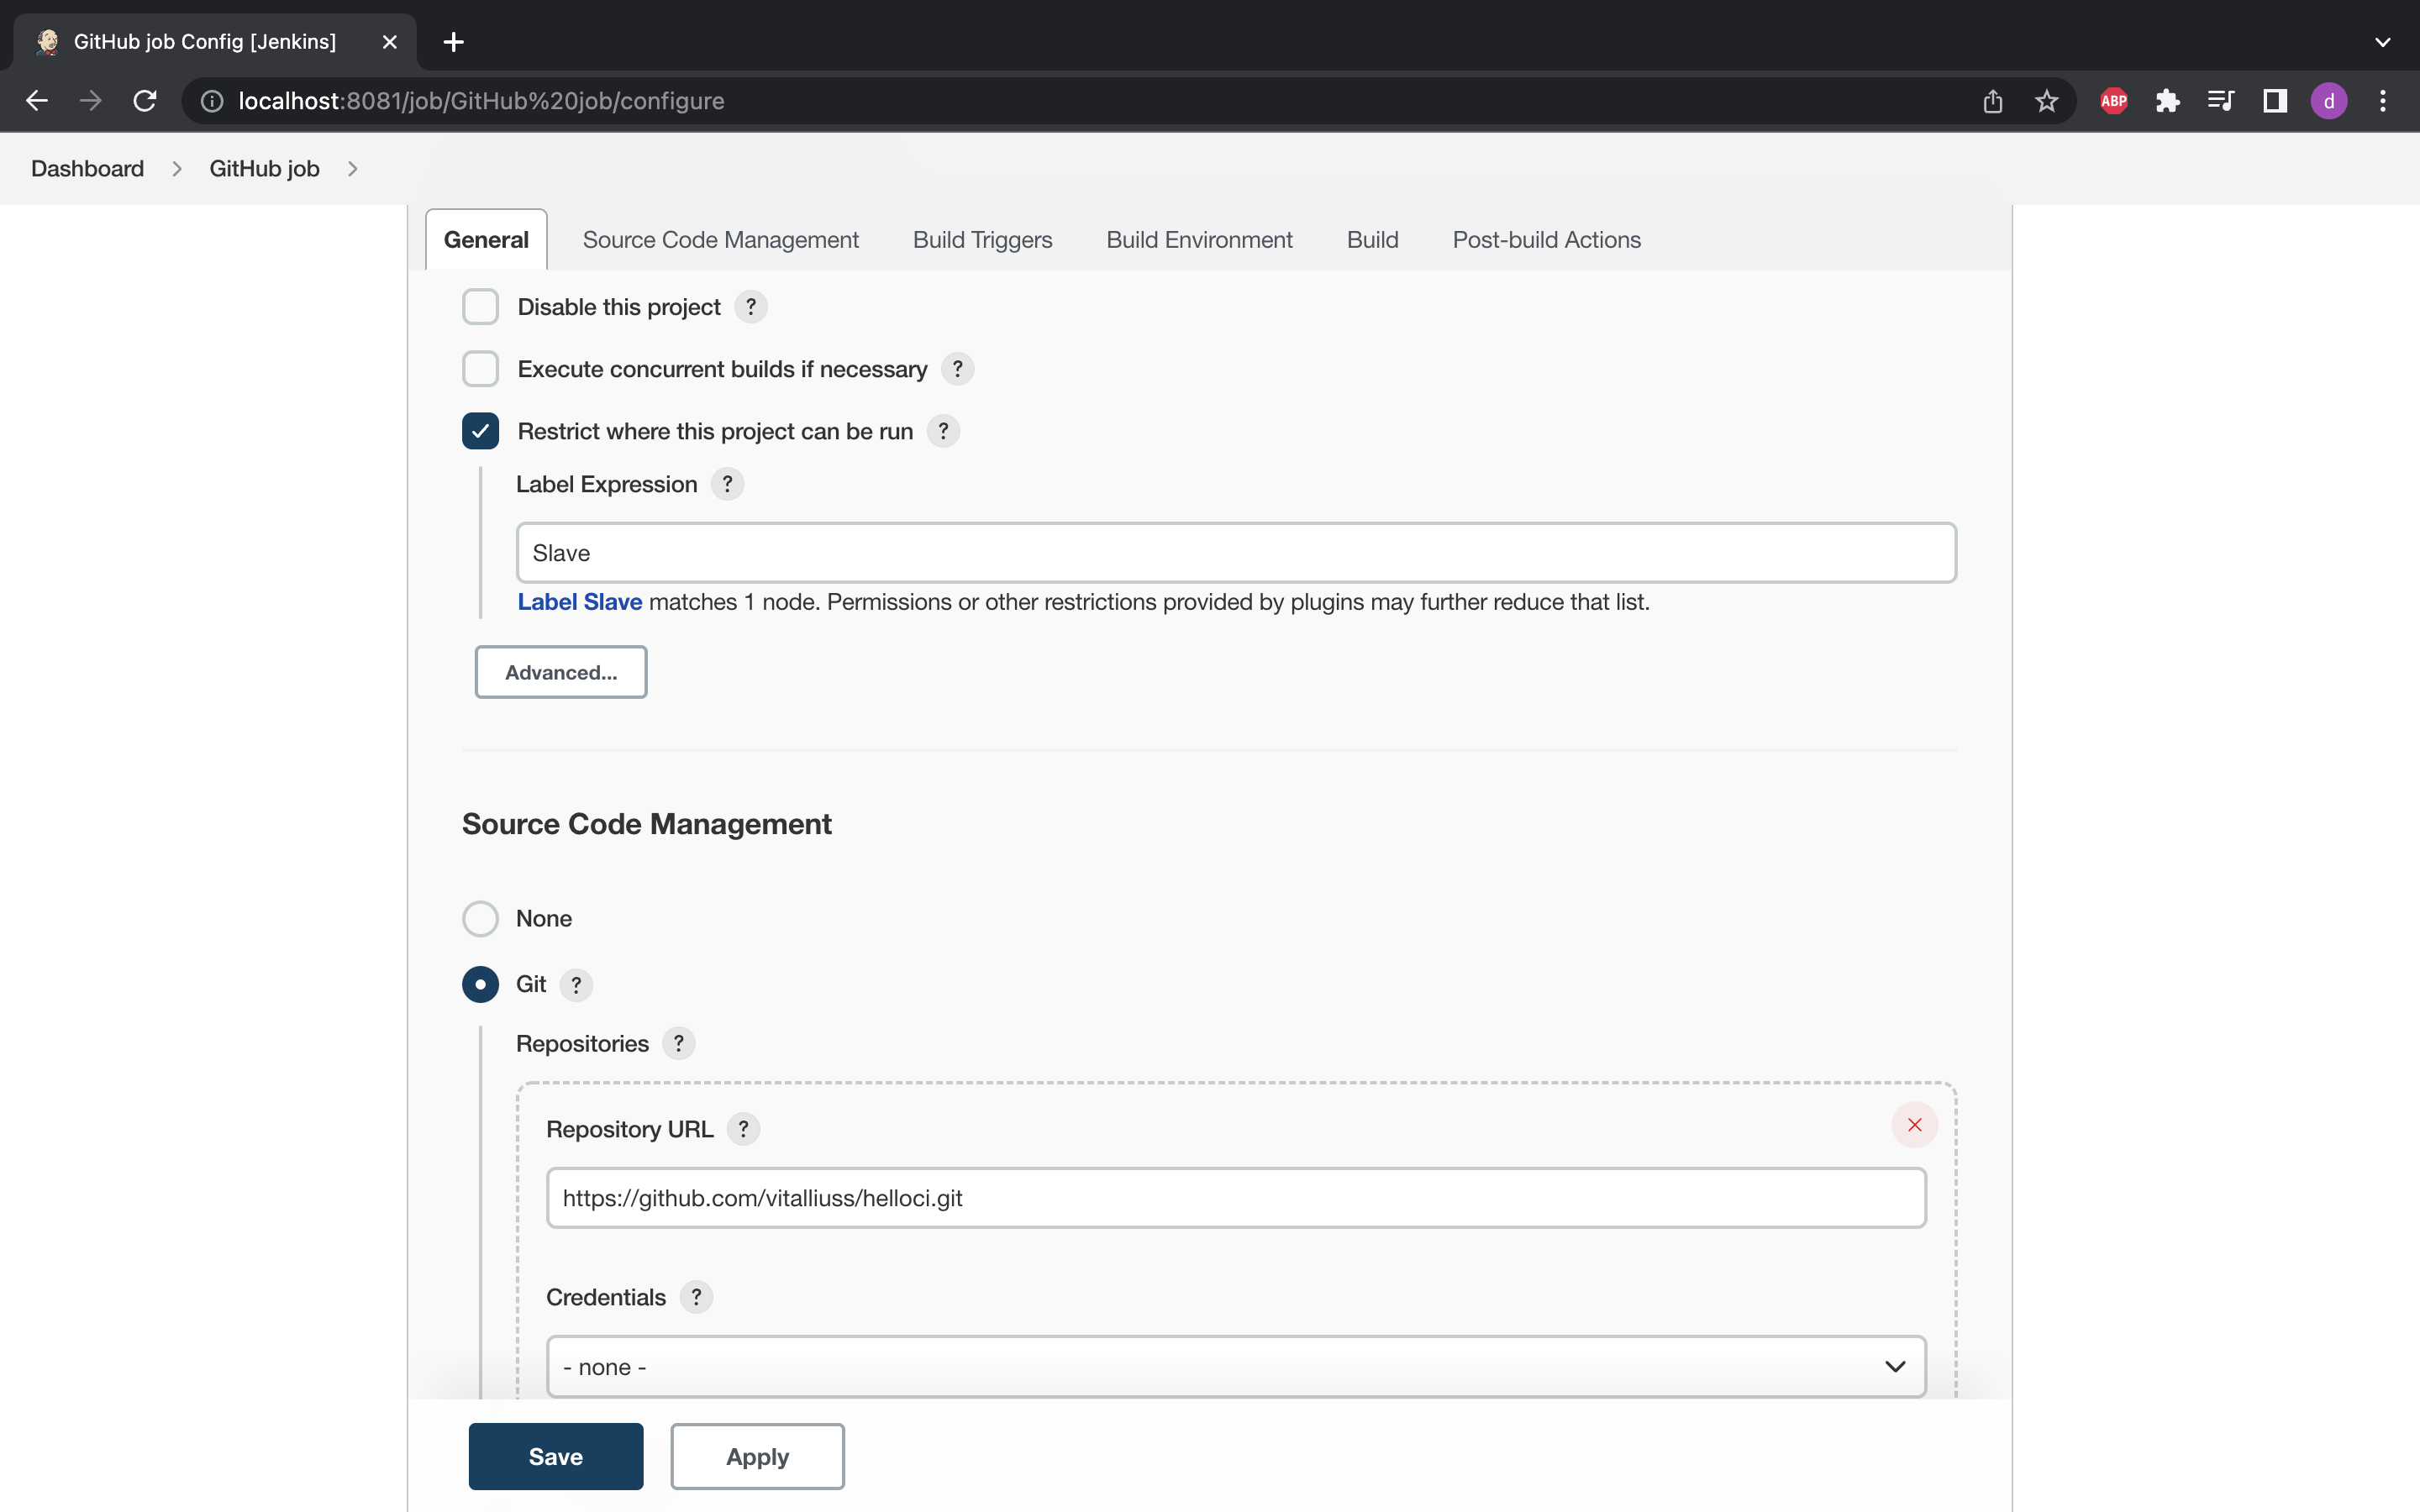 GitHub job Config [Jenkins]
localhost:8081/job/GitHub%20job/configure
ABP
d
Dashboard
GitHub job
General
Source Code Management
Build Triggers
Build Environment
Build
Post-build Actions
Disable this project ?
Execute concurrent builds if necessary ?
Restrict where this project can be run ?
Label Expression ?
Slave
Label Slave matches 1 node. Permissions or other restrictions provided by plugins may further reduce that list.
Advanced...
Source Code Management
None
Git ?
Repositories ?
Repository URL ?
https://github.com/vitalliuss/helloci.git
Credentials ?
- none -
Save
Apply